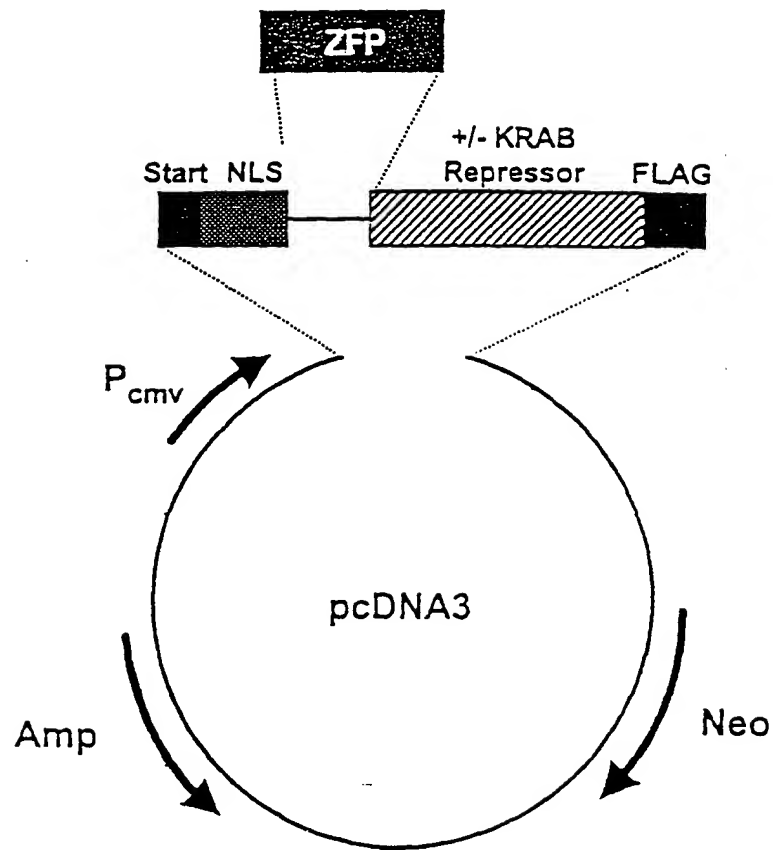 ZFP
+/- KRAB
Start NLS Repressor FLAG
Pcmv
pcDNA3
Amp
Neo